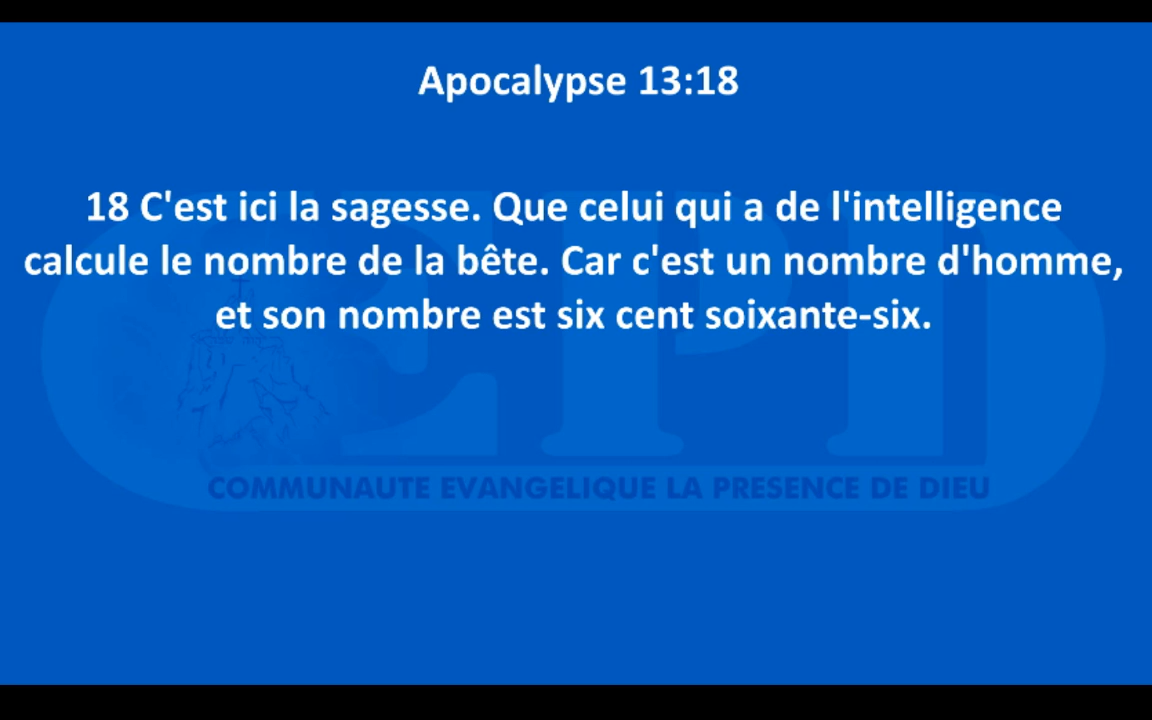 Apocalypse 13:18
18 C'est ici la sagesse. Que celui qui a de l'intelligence
calcule le nombre de la bête. Car c'est un nombre d'homme,
et son nombre est six cent soixante-six.
CEPD
COMMUNAUTE EVANGELIQUE LA PRESENCE DE DIEU